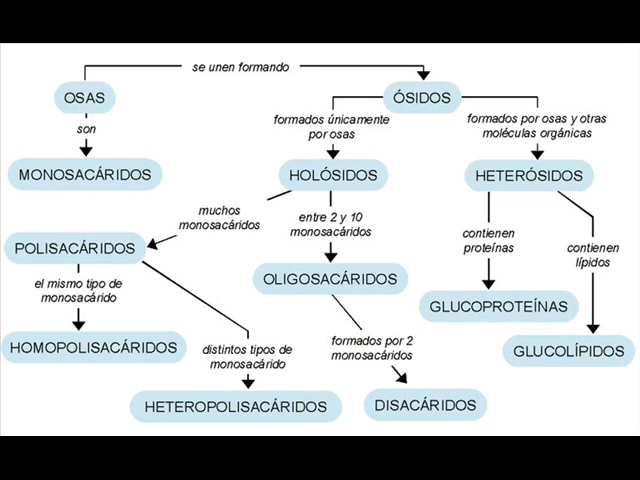 se unen formando
OSAS
ÓSIDOS
son
formados únicamente
por osas
formados por osas y otras
moléculas orgánicas
MONOSACÁRIDOS
HOLÓSIDOS
HETERÓSIDOS
muchos
monosacáridos
entre 2 y 10
monosacáridos
contienen
proteínas
contienen
lípidos
POLISACÁRIDOS
OLIGOSACÁRIDOS
el mismo tipo de
monosacárido
GLUCOPROTEÍNAS
HOMOPOLISACÁRIDOS
distintos tipos de
monosacárido
formados por 2
monosacáridos
GLUCOLÍPIDOS
HETEROPOLISACÁRIDOS
DISACÁRIDOS